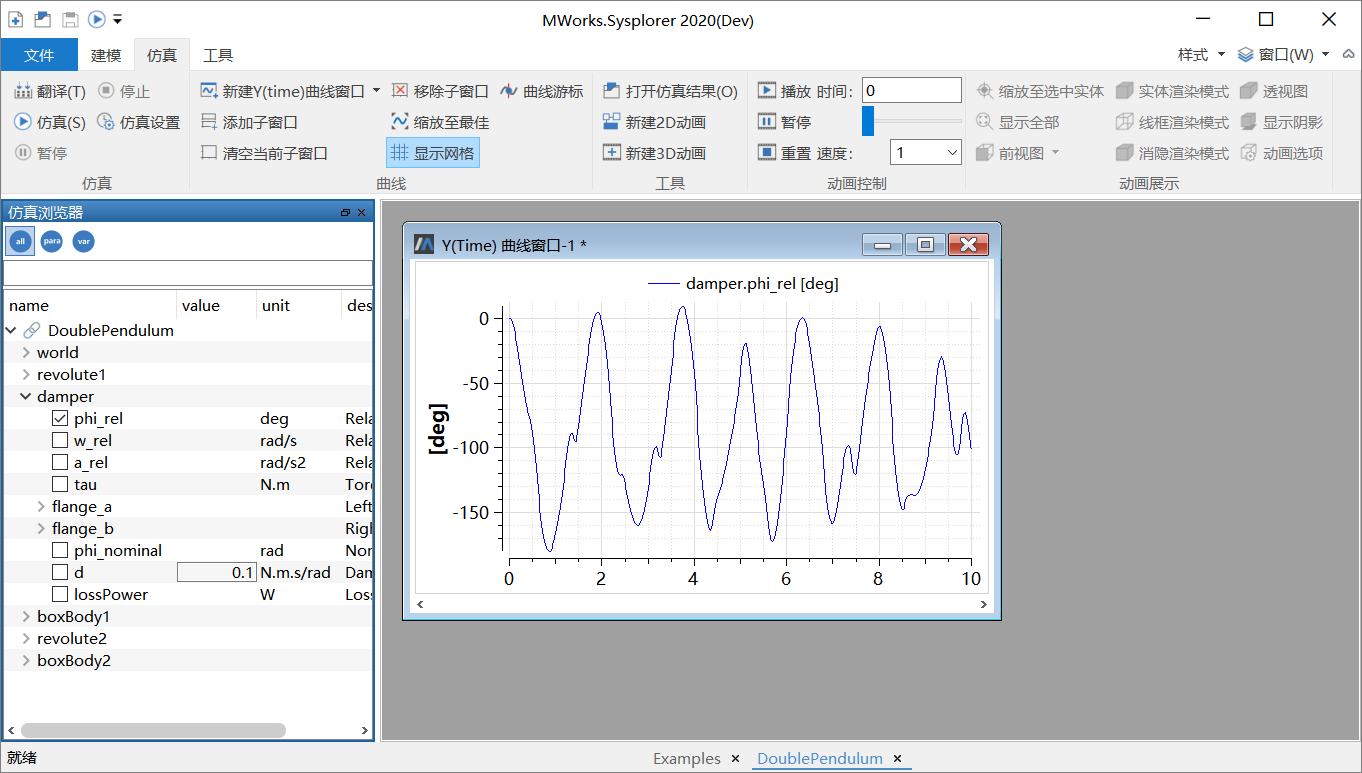 MWorks.Sysplorer 2020(Dev)
文件 建模 仿真 工具 样式 窗口(W)
翻译(T) 停止 新建Y(time)曲线窗口 移除子窗口 曲线游标 打开仿真结果(O) 播放 时间: 0 缩放至选中实体 实体渲染模式 透视图
仿真(S) 仿真设置 添加子窗口 缩放至最佳 新建2D动画 暂停 显示全部 线框渲染模式 显示阴影
暂停 清空当前子窗口 显示网格 新建3D动画 重置 速度: 1 前视图 消隐渲染模式 动画选项
仿真 曲线 工具 动画控制 动画展示
仿真浏览器
all para var
name value unit des
DoublePendulum
world
revolute1
damper
phi_rel deg Rela
w_rel rad/s Rela
a_rel rad/s2 Rela
tau N.m Tor
flange_a Left
flange_b Rigl
phi_nominal rad Nor
d 0.1 N.m.s/rad Dam
lossPower W Loss
boxBody1
revolute2
boxBody2
Y(Time) 曲线窗口-1 *
damper.phi_rel [deg]
[deg]
0
-50
-100
-150
0 2 4 6 8 10
就绪 Examples DoublePendulum